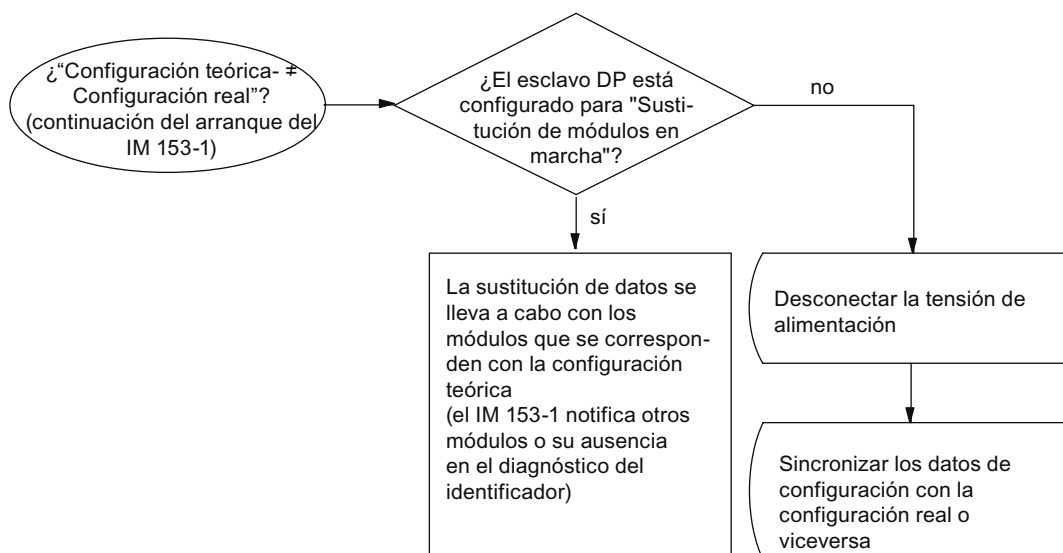 ¿“Configuración teórica- ≠
Configuración real”?
(continuación del arranque del
IM 153-1)
¿El esclavo DP está
configurado para "Susti-
tución de módulos en
marcha"?
no
sí
La sustitución de datos se
lleva a cabo con los
módulos que se correspon-
den con la configuración
teórica
(el IM 153-1 notifica otros
módulos o su ausencia
en el diagnóstico del
identificador)
Desconectar la tensión de
alimentación
Sincronizar los datos de
configuración con la
configuración real o
viceversa